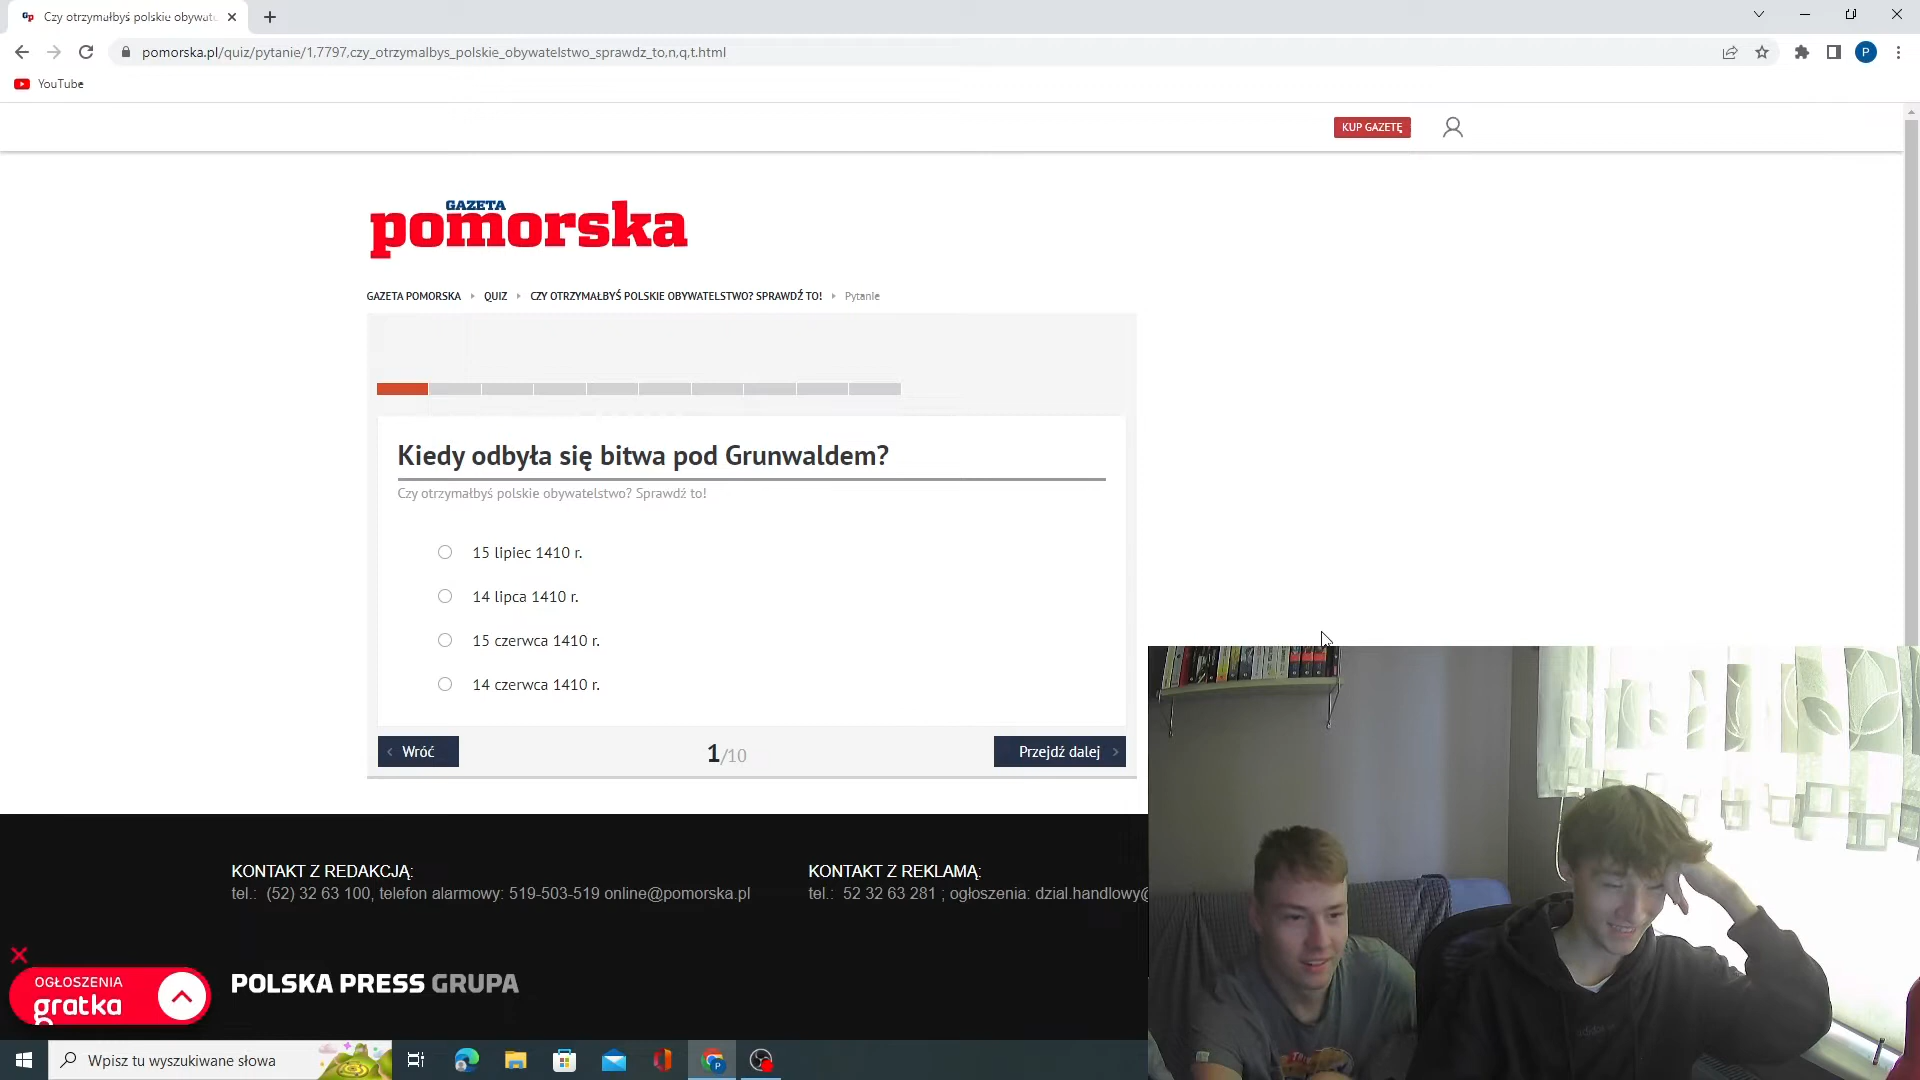 Czy otrzymałbyś polskie obywate
pomorska.pl/quiz/pytanie/1,7797,czy_otrzymalbys_polskie_obywatelstwo_sprawdz_to,n,q,t.html
P
YouTube
KUP GAZETĘ
GAZETA
pomorska
GAZETA POMORSKA QUIZ CZY OTRZYMAŁBYŚ POLSKIE OBYWATELSTWO? SPRAWDŹ TO! Pytanie
Kiedy odbyła się bitwa pod Grunwaldem?
Czy otrzymałbyś polskie obywatelstwo? Sprawdź to!
15 lipiec 1410 r.
14 lipca 1410 r.
15 czerwca 1410 r.
14 czerwca 1410 r.
Wróć
1/10
Przejdź dalej
KONTAKT Z REDAKCJĄ:
tel.: (52) 32 63 100, telefon alarmowy: 519-503-519 online@pomorska.pl
KONTAKT Z REKLAMĄ:
tel.: 52 32 63 281 ; ogłoszenia: dzial.handlowy@
OGŁOSZENIA
gratka
POLSKA PRESS GRUPA
Wpisz tu wyszukiwane słowa